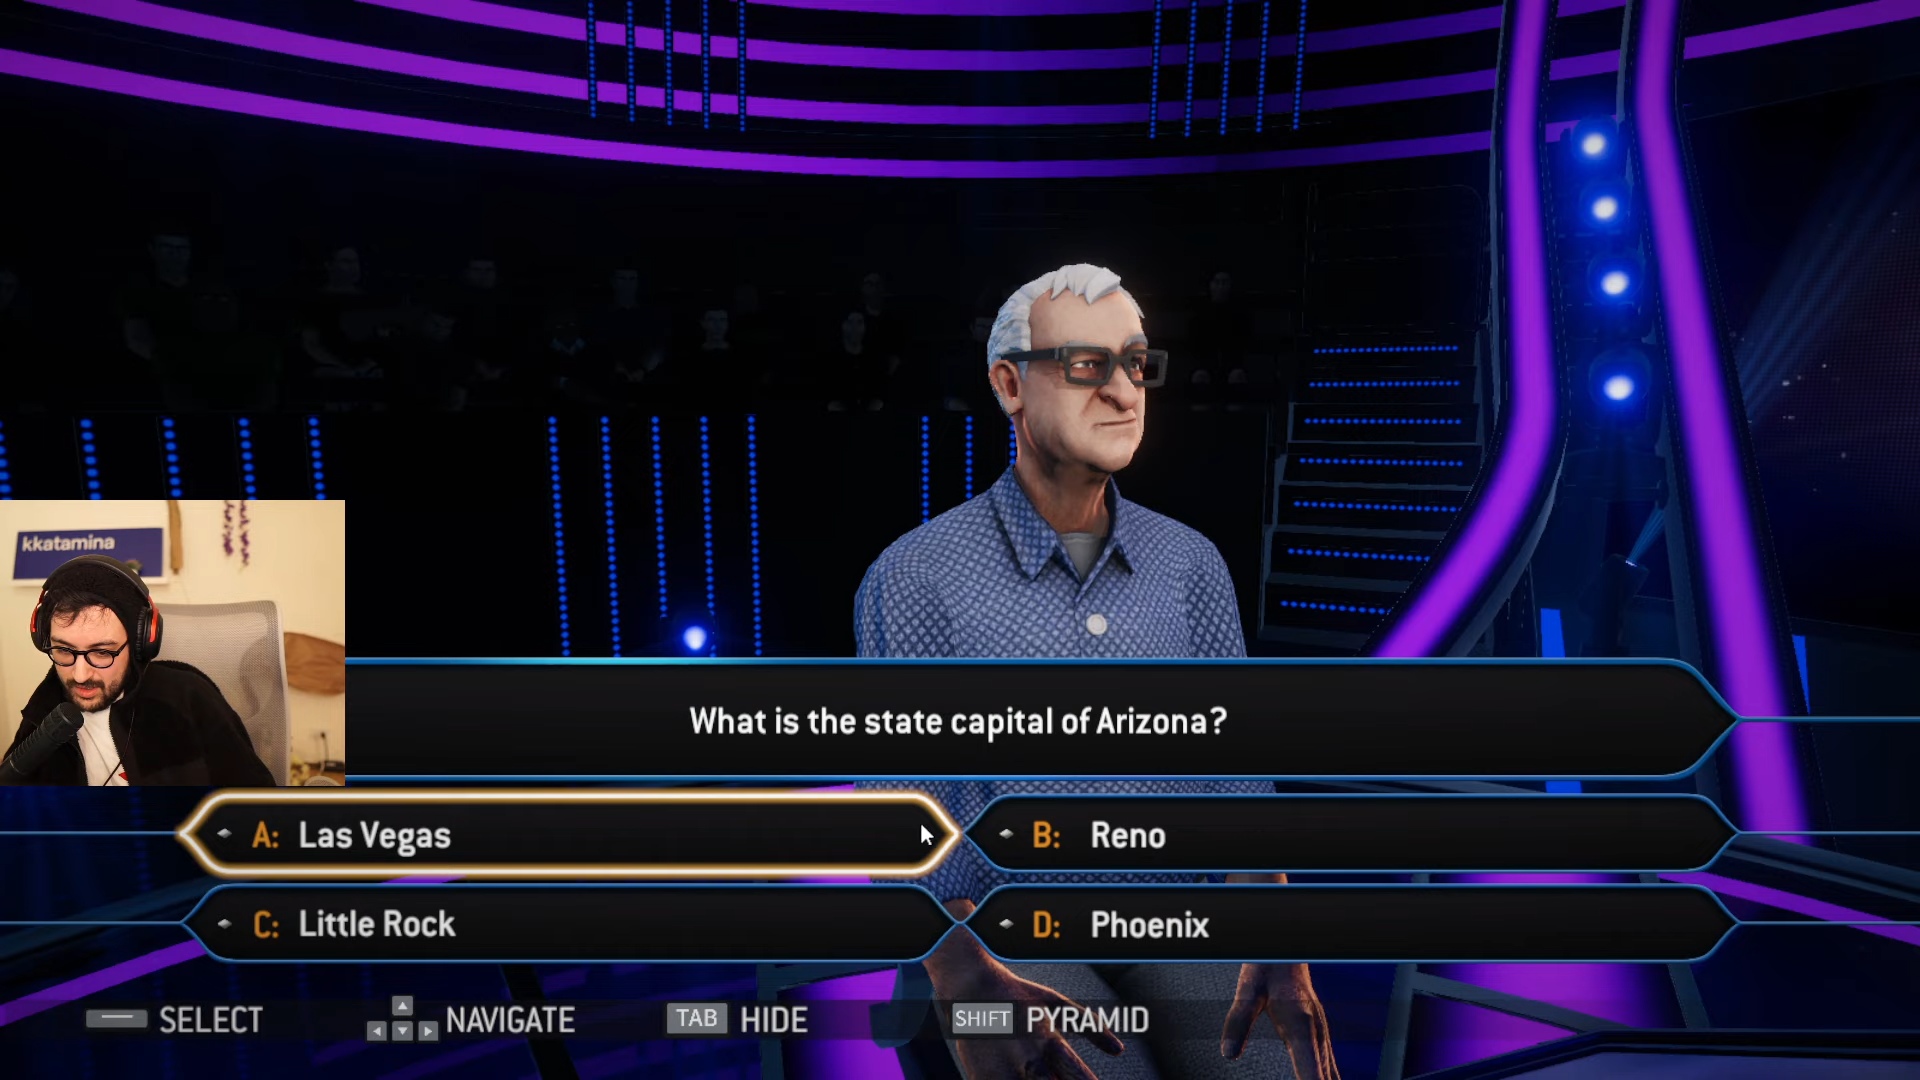 kkatamina
What is the state capital of Arizona?
A: Las Vegas
B: Reno
C: Little Rock
D: Phoenix
SELECT
NAVIGATE
TAB HIDE
SHIFT PYRAMID